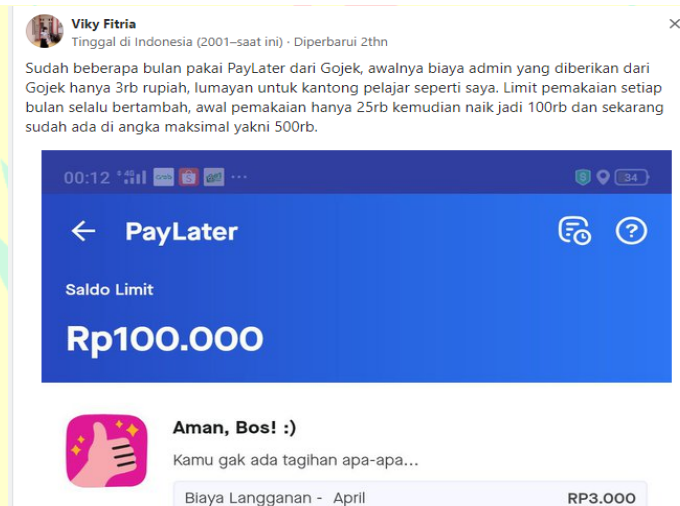 Viky Fitria
Tinggal di Indonesia (2001–saat ini) · Diperbarui 2thn
Sudah beberapa bulan pakai PayLater dari Gojek, awalnya biaya admin yang diberikan dari
Gojek hanya 3rb rupiah, lumayan untuk kantong pelajar seperti saya. Limit pemakaian setiap
bulan selalu bertambah, awal pemakaian hanya 25rb kemudian naik jadi 100rb dan sekarang
sudah ada di angka maksimal yakni 500rb.
00:12 4G ··· 34
PayLater
Saldo Limit
Rp100.000
Aman, Bos! :)
Kamu gak ada tagihan apa-apa...
Biaya Langganan - April RP3.000